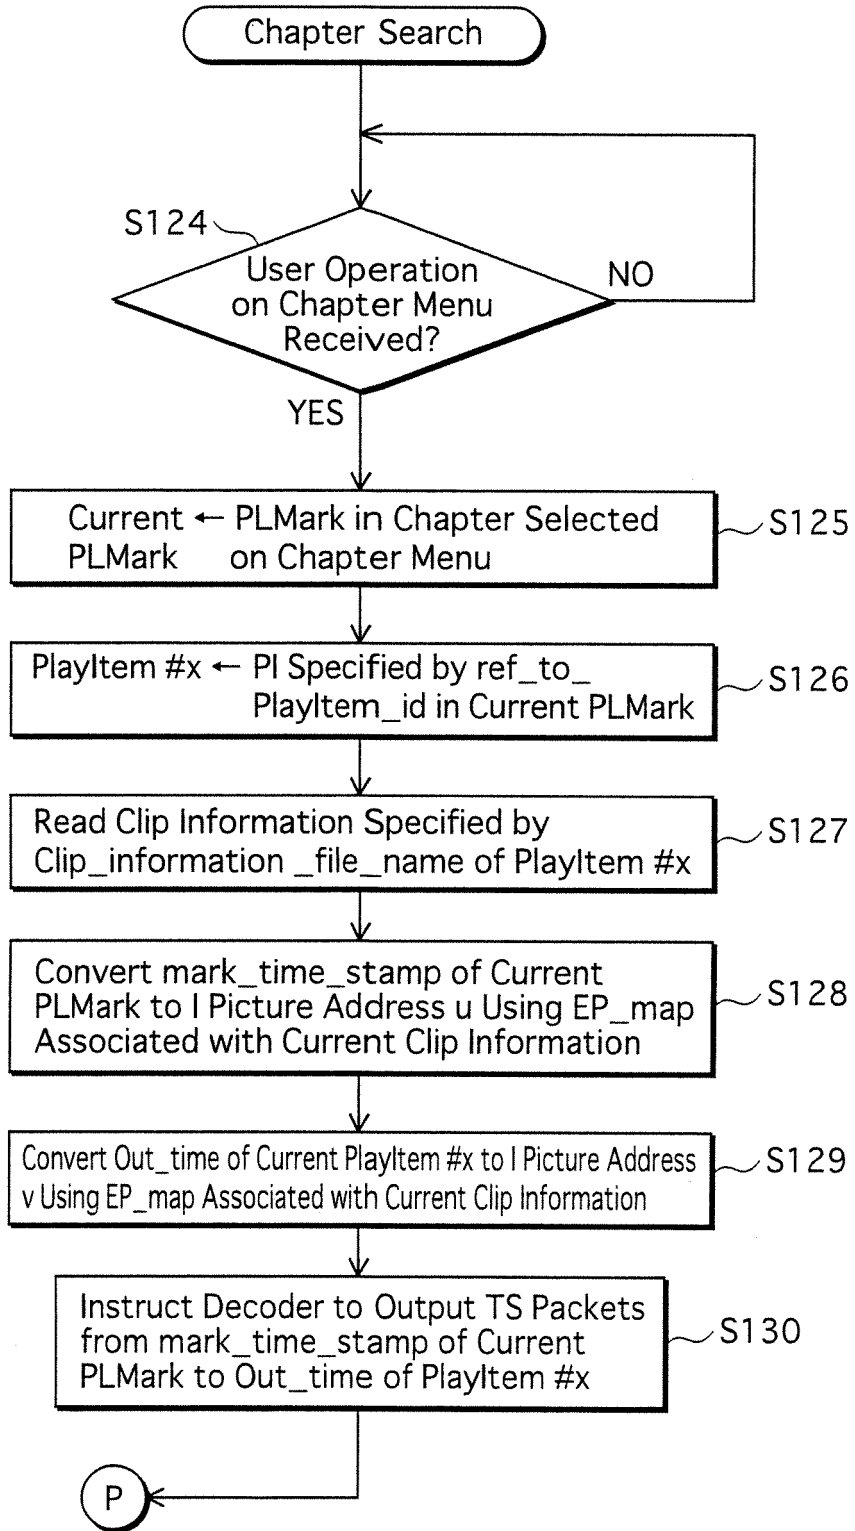 Chapter Search
S124
User Operation
on Chapter Menu
Received?
NO
YES
Current ← PLMark in Chapter Selected
PLMark on Chapter Menu
S125
PlayItem #x ← PI Specified by ref_to_
PlayItem_id in Current PLMark
S126
Read Clip Information Specified by
Clip_information _file_name of PlayItem #x
S127
Convert mark_time_stamp of Current
PLMark to I Picture Address u Using EP_map
Associated with Current Clip Information
S128
Convert Out_time of Current PlayItem #x to I Picture Address
v Using EP_map Associated with Current Clip Information
S129
Instruct Decoder to Output TS Packets
from mark_time_stamp of Current
PLMark to Out_time of PlayItem #x
S130
P